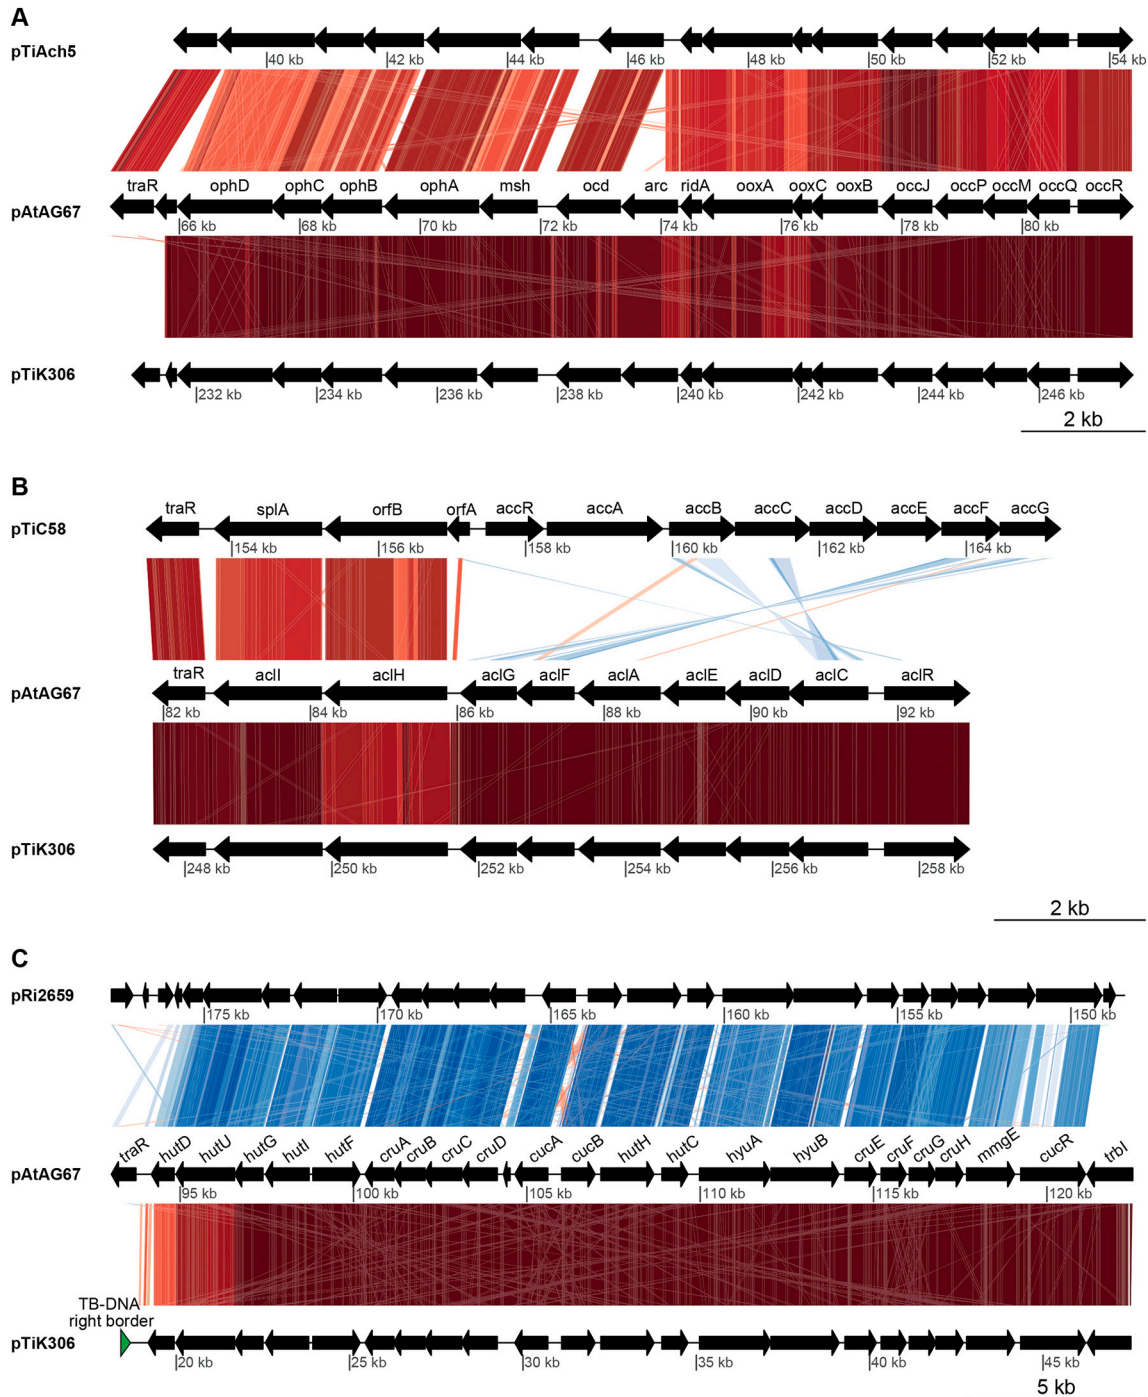 A
pTiAch5
40 kb 42 kb 44 kb 46 kb 48 kb 50 kb 52 kb 54 kb
traR ophD ophC ophB ophA msh ocd arc ridA ooxA ooxC ooxB occJ occP occM occQ occR
pAtAG67
66 kb 68 kb 70 kb 72 kb 74 kb 76 kb 78 kb 80 kb
pTiK306
232 kb 234 kb 236 kb 238 kb 240 kb 242 kb 244 kb 246 kb
2 kb
B
traR splA orfB orfA accR accA accB accC accD accE accF accG
pTiC58
154 kb 156 kb 158 kb 160 kb 162 kb 164 kb
traR aclI aclH aclG aclF aclA aclE aclD aclC aclR
pAtAG67
82 kb 84 kb 86 kb 88 kb 90 kb 92 kb
pTiK306
248 kb 250 kb 252 kb 254 kb 256 kb 258 kb
2 kb
C
pRi2659
175 kb 170 kb 165 kb 160 kb 155 kb 150 kb
traR hutD hutU hutG hutI hutF cruA cruB cruC cruD cucA cucB hutH hutC hyuA hyuB cruE cruF cruG cruH mmgE cucR trbI
pAtAG67
95 kb 100 kb 105 kb 110 kb 115 kb 120 kb
TB-DNA
right border
pTiK306
20 kb 25 kb 30 kb 35 kb 40 kb 45 kb
5 kb